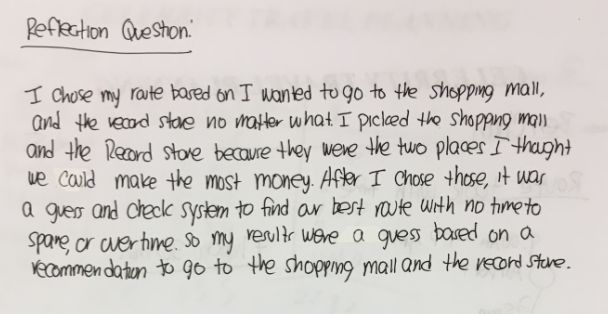 Reflection Question:
I chose my route based on I wanted to go to the shopping mall,
and the record store no matter what. I picked the shopping mall
and the Record store because they were the two places I thought
we could make the most money. After I chose those, it was
a guess and check system to find our best route with no time to
spare, or overtime. So my results were a guess based on a
recommendation to go to the shopping mall and the record store.